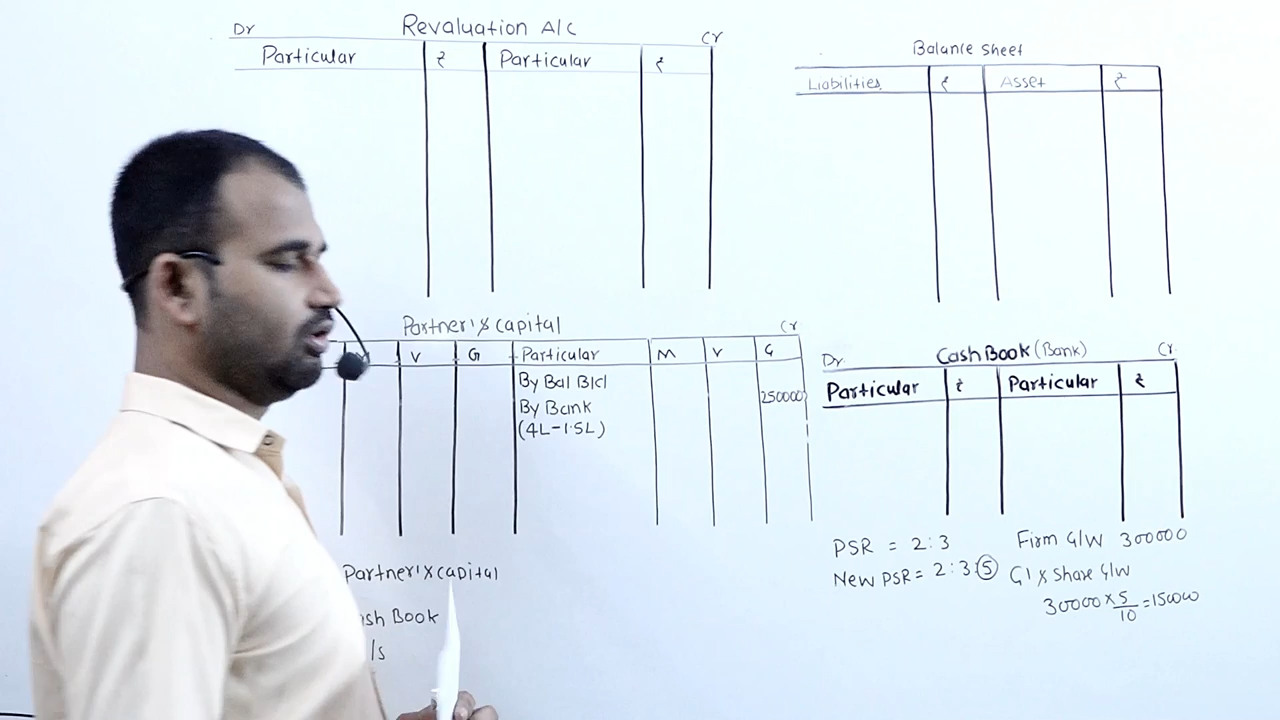 Revaluation A/C
Dr Cr
Particular ₹ Particular ₹
Balance Sheet
Liabilities ₹ Asset ₹
Partner's capital Cr
V G Particular M V G
By Bal B/d
By Bank 250000
(4L-1.5L)
Dr. Cash Book (Bank) Cr.
Particular ₹ Particular ₹
PSR = 2:3
New PSR = 2:3:5
Firm G/W 300000
G's Share G/W
30000 × 5/10 = 150000
Partner's capital
sh Book
/s